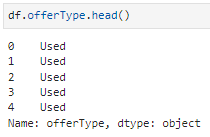 df.offerType.head()
0    Used
1    Used
2    Used
3    Used
4    Used
Name: offerType, dtype: object